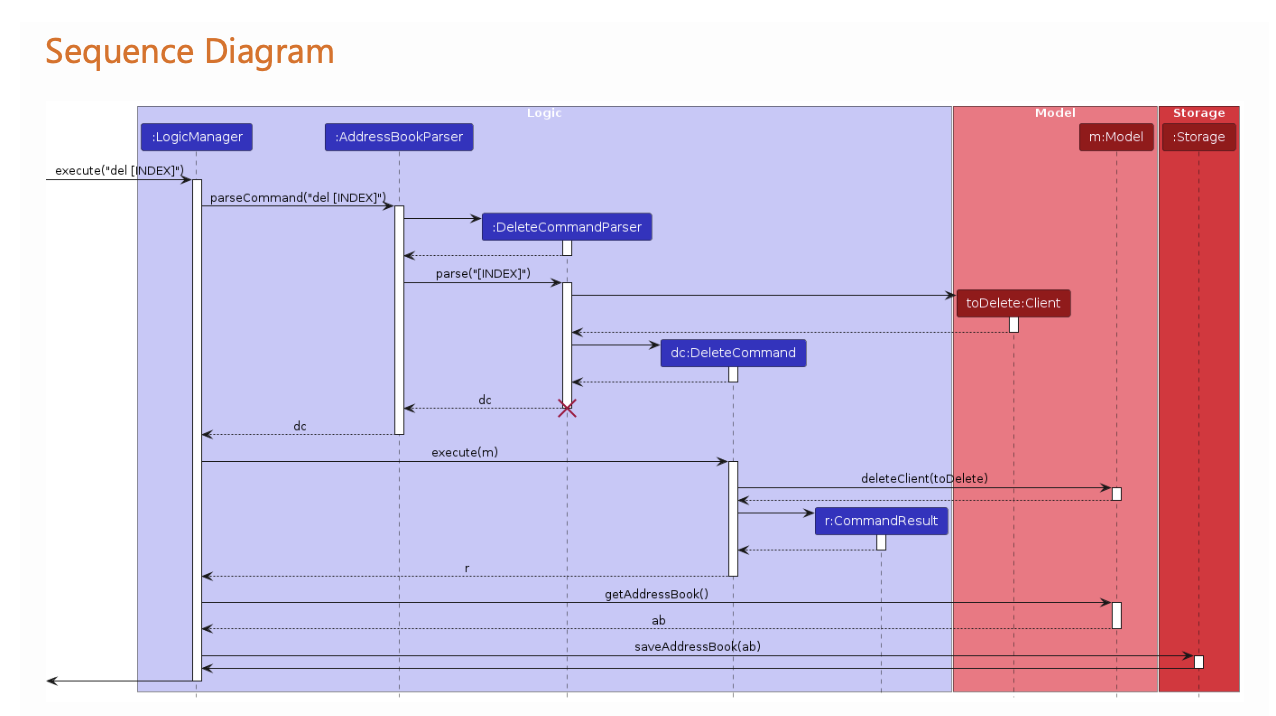 Sequence Diagram
Logic
Model
Storage
:LogicManager
:AddressBookParser
m:Model
:Storage
execute("del [INDEX]")
parseCommand("del [INDEX]")
:DeleteCommandParser
parse("[INDEX]")
toDelete:Client
dc:DeleteCommand
dc
dc
execute(m)
deleteClient(toDelete)
r:CommandResult
r
getAddressBook()
ab
saveAddressBook(ab)